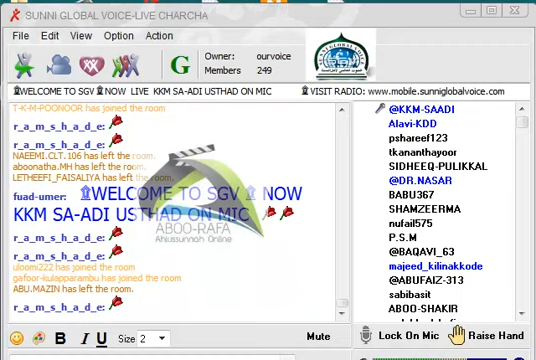 SUNNI GLOBAL VOICE-LIVE CHARCHA
File Edit View Option Action
Owner: ourvoice
Members 249
G
WELCOME TO SGV NOW LIVE KKM SA-ADI USTHAD ON MIC VISIT RADIO: www.mobile.sunniglobalvoice.com
T-K-M-POONOOR has joined the room
r_a_m_s_h_a_d_e:
r_a_m_s_h_a_d_e:
NAEEMI.CLT.106 has left the room.
aboonatha.MH has left the room.
LETHEEFI_FAISALIYA has left the room.
fuad-umer: WELCOME TO SGV NOW
KKM SA-ADI USTHAD ON MIC
r_a_m_s_h_a_d_e:
r_a_m_s_h_a_d_e:
uloomi222 has joined the room
gafoor-kulapparambu has joined the room
ABU.MAZIN has left the room.
r_a_m_s_h_a_d_e:
ABOO-RAFA
Ahlussunnah Online
@KKM-SAADI
Alavi-KDD
pshareef123
tkananthayoor
SIDHEEQ-PULIKKAL
@DR.NASAR
BABU367
SHAMZEERMA
nufail575
P.S.M
@BAQAVI_63
majeed_kilinakkode
@ABUFAIZ-313
sabibasit
ABOO-SHAKIR
B I U Size 2 Mute
Lock On Mic Raise Hand